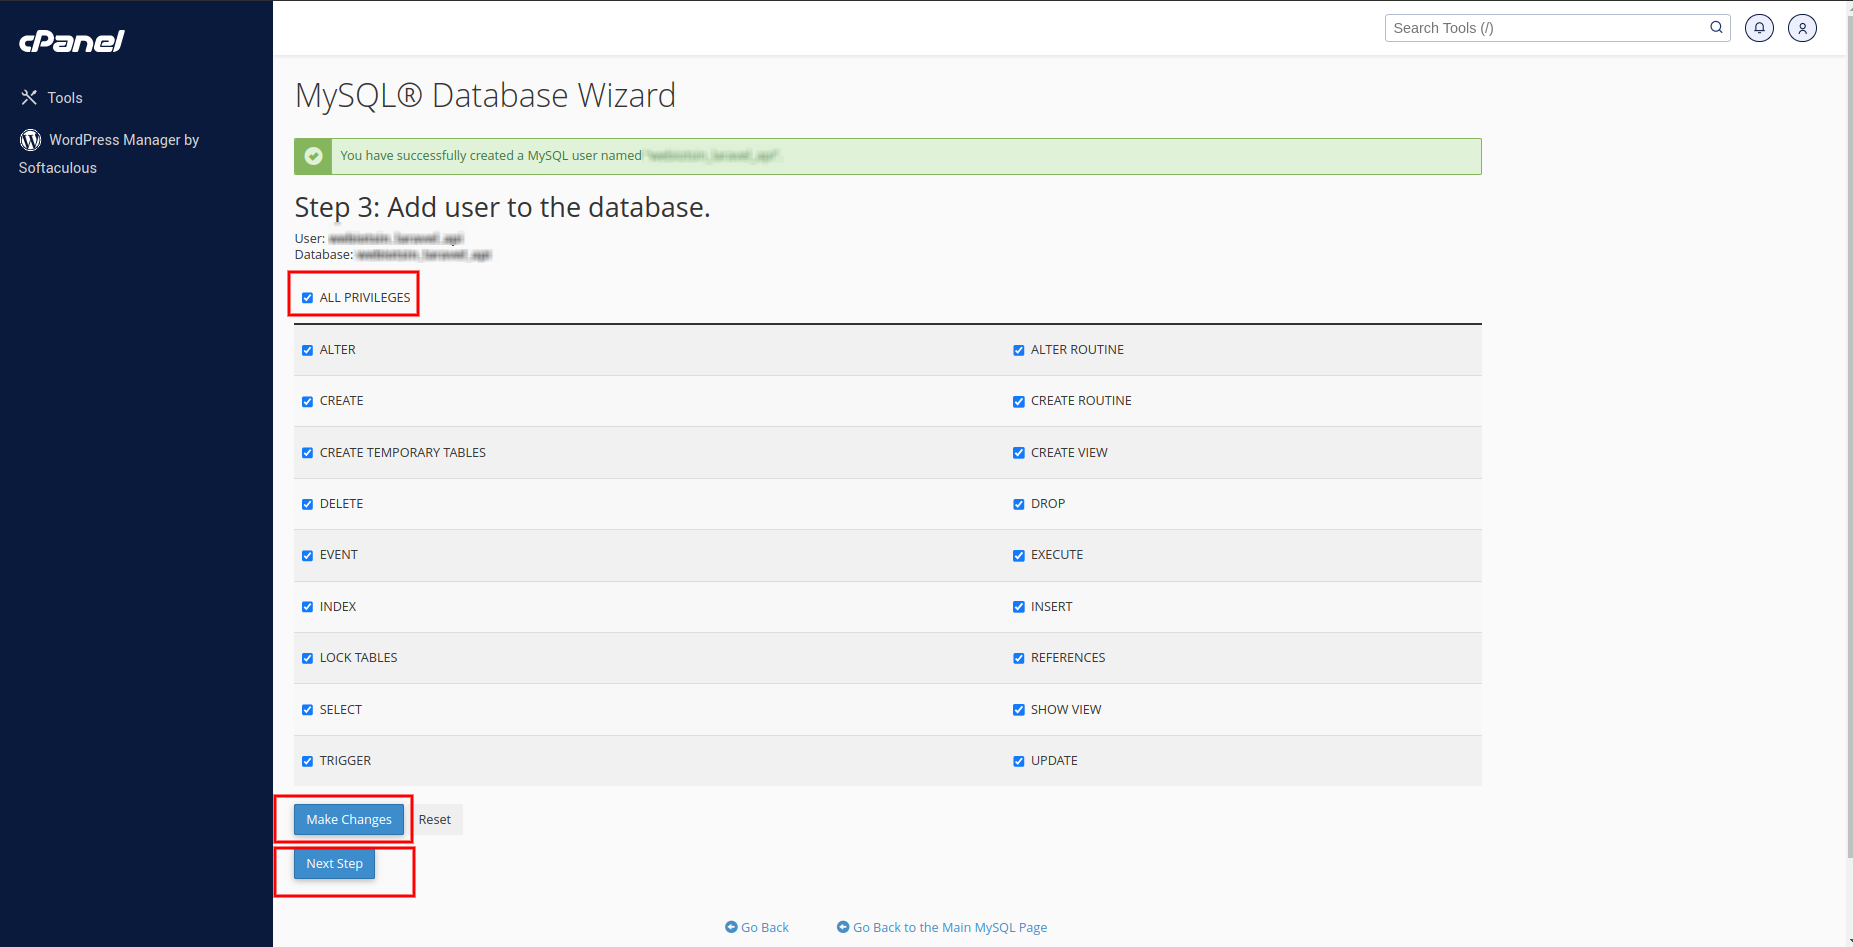 cPanel
Search Tools (/)
Tools
WordPress Manager by
Softaculous
MySQL® Database Wizard
You have successfully created a MySQL user named
Step 3: Add user to the database.
User:
Database:
ALL PRIVILEGES
ALTER
ALTER ROUTINE
CREATE
CREATE ROUTINE
CREATE TEMPORARY TABLES
CREATE VIEW
DELETE
DROP
EVENT
EXECUTE
INDEX
INSERT
LOCK TABLES
REFERENCES
SELECT
SHOW VIEW
TRIGGER
UPDATE
Make Changes
Reset
Next Step
Go Back
Go Back to the Main MySQL Page